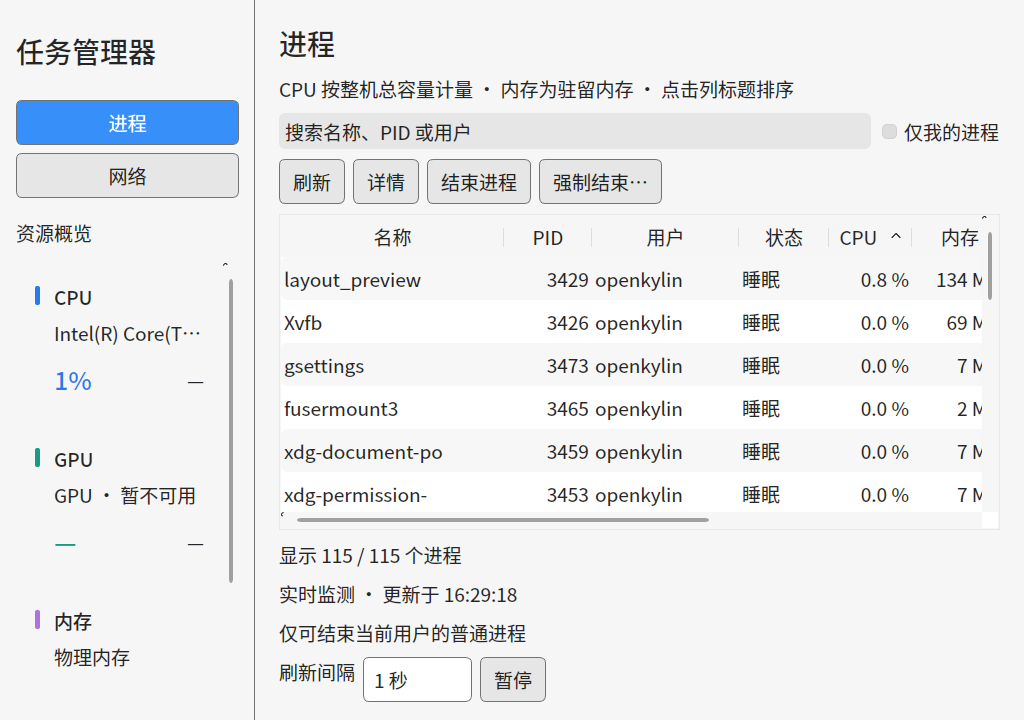 任务管理器
进程
网络
资源概览
CPU
Intel(R) Core(T···
1%
—
GPU
GPU • 暂不可用
—
—
内存
物理内存
进程
CPU 按整机总容量计量 • 内存为驻留内存 • 点击列标题排序
搜索名称、PID 或用户
仅我的进程
刷新 详情 结束进程 强制结束···
名称 PID 用户 状态 CPU 内存
layout_preview 3429 openkylin 睡眠 0.8 % 134 M
Xvfb 3426 openkylin 睡眠 0.0 % 69 M
gsettings 3473 openkylin 睡眠 0.0 % 7 M
fusermount3 3465 openkylin 睡眠 0.0 % 2 M
xdg-document-po 3459 openkylin 睡眠 0.0 % 7 M
xdg-permission- 3453 openkylin 睡眠 0.0 % 7 M
显示 115 / 115 个进程
实时监测 • 更新于 16:29:18
仅可结束当前用户的普通进程
刷新间隔 1 秒 暂停